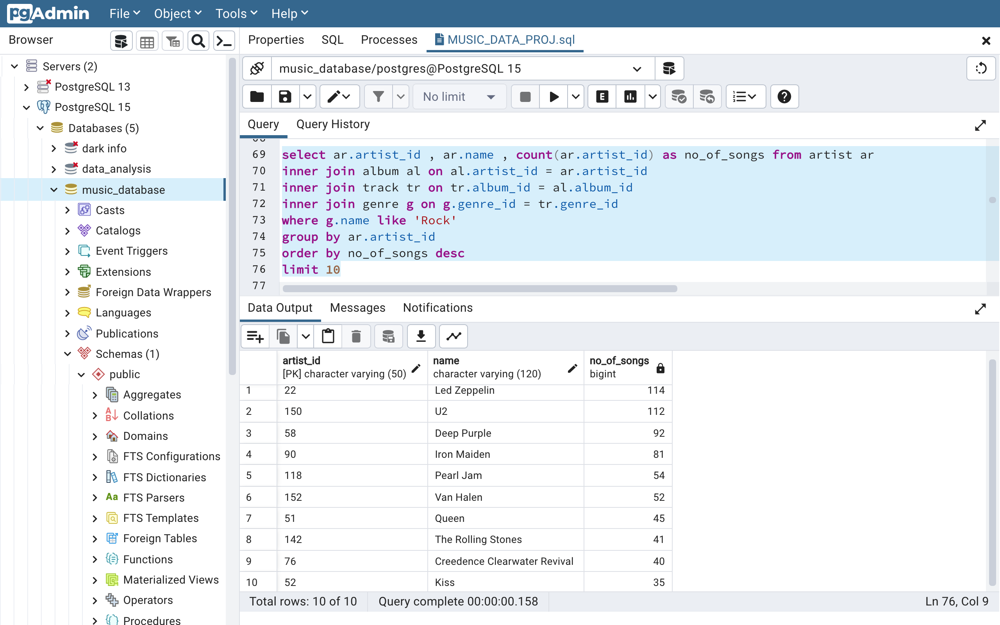 pgAdmin File Object Tools Help
Browser
Properties SQL Processes MUSIC_DATA_PROJ.sql
Servers (2)
PostgreSQL 13
PostgreSQL 15
Databases (5)
dark info
data_analysis
music_database
Casts
Catalogs
Event Triggers
Extensions
Foreign Data Wrappers
Languages
Publications
Schemas (1)
public
Aggregates
Collations
Domains
FTS Configurations
FTS Dictionaries
Aa FTS Parsers
FTS Templates
Foreign Tables
Functions
Materialized Views
Operators
Procedures
music_database/postgres@PostgreSQL 15
No limit E
Query Query History
68
69 select ar.artist_id , ar.name , count(ar.artist_id) as no_of_songs from artist ar
70 inner join album al on al.artist_id = ar.artist_id
71 inner join track tr on tr.album_id = al.album_id
72 inner join genre g on g.genre_id = tr.genre_id
73 where g.name like 'Rock'
74 group by ar.artist_id
75 order by no_of_songs desc
76 limit 10
77
Data Output Messages Notifications
artist_id name no_of_songs
[PK] character varying (50) character varying (120) bigint
1 22 Led Zeppelin 114
2 150 U2 112
3 58 Deep Purple 92
4 90 Iron Maiden 81
5 118 Pearl Jam 54
6 152 Van Halen 52
7 51 Queen 45
8 142 The Rolling Stones 41
9 76 Creedence Clearwater Revival 40
10 52 Kiss 35
Total rows: 10 of 10 Query complete 00:00:00.158 Ln 76, Col 9